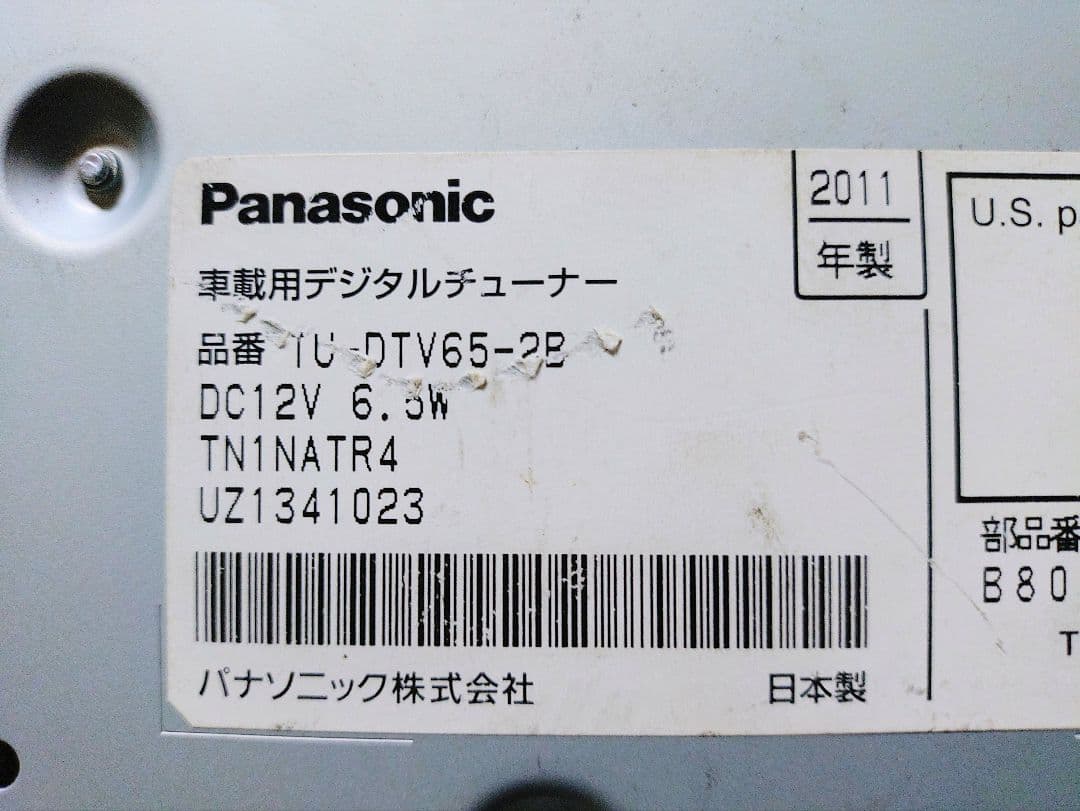 Panasonic
車載用デジタルチューナー
品番 TU-DTV65-2B
DC12V 6.5W
TN1NATR4
UZ1341023
パナソニック株式会社
日本製
2011
年製
U.S. p
部品番
B80
T